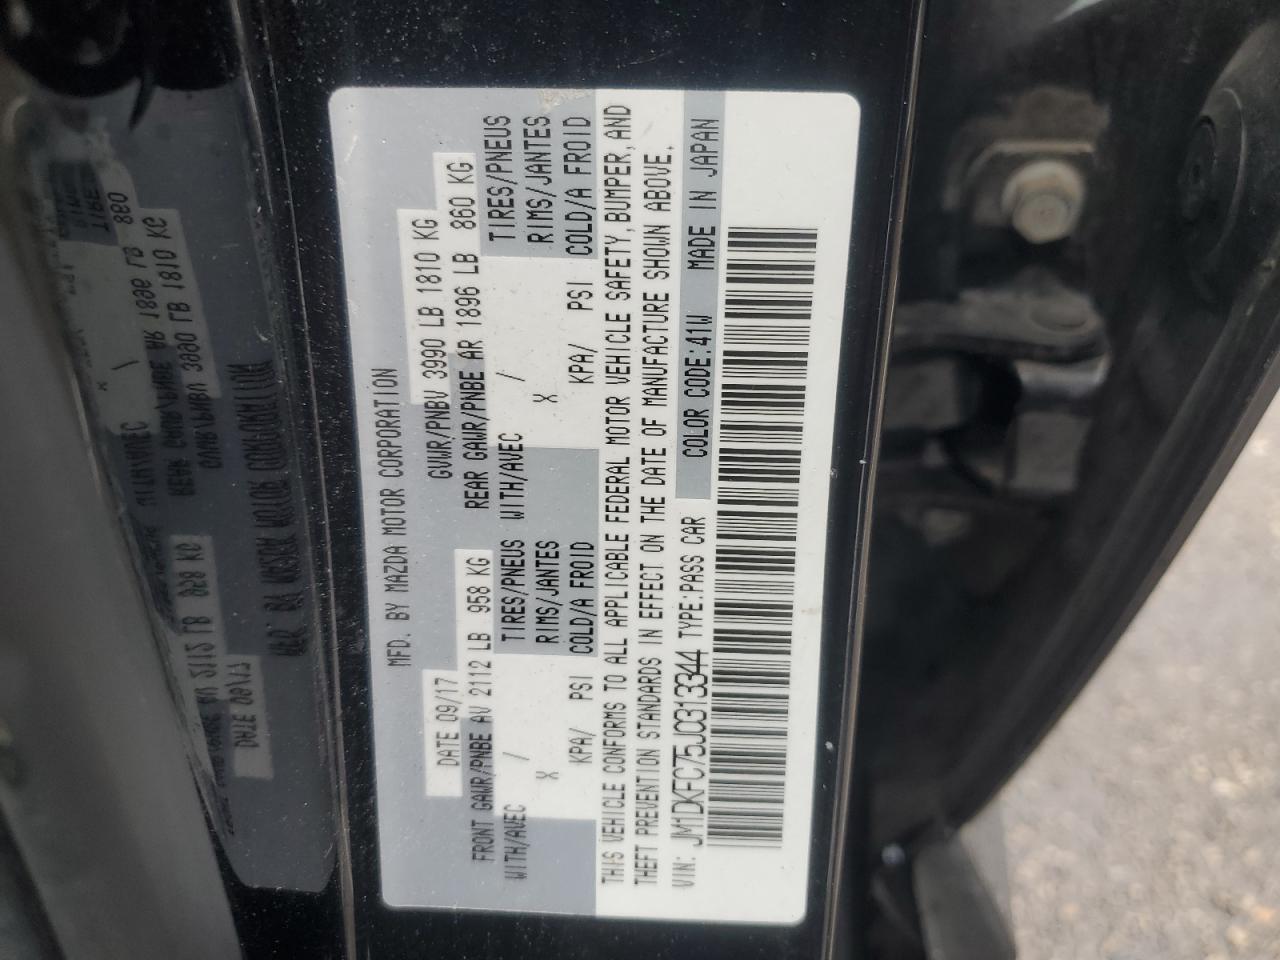 MFD. BY MAZDA MOTOR CORPORATION
DATE 09/17 GVWR/PNBV 3990 LB 1810 KG
FRONT GAWR/PNBE AV 2112 LB 958 KG REAR GAWR/PNBE AR 1896 LB 860 KG
WITH/AVEC / TIRES/PNEUS WITH/AVEC / TIRES/PNEUS
X RIMS/JANTES X RIMS/JANTES
KPA/ PSI COLD/A FROID KPA/ PSI COLD/A FROID
THIS VEHICLE CONFORMS TO ALL APPLICABLE FEDERAL MOTOR VEHICLE SAFETY, BUMPER, AND
THEFT PREVENTION STANDARDS IN EFFECT ON THE DATE OF MANUFACTURE SHOWN ABOVE.
VIN: JM1DKFC75J0313344 TYPE:PASS CAR COLOR CODE:41W MADE IN JAPAN